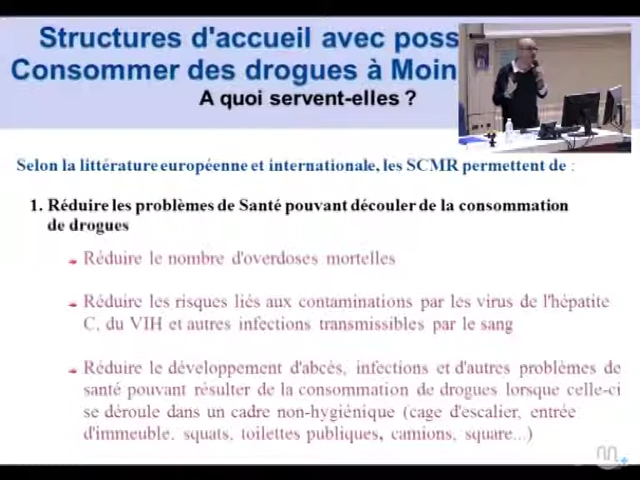 Structures d'accueil avec poss
Consommer des drogues à Moin
A quoi servent-elles ?
Selon la littérature européenne et internationale, les SCMR permettent de :
1. Réduire les problèmes de Santé pouvant découler de la consommation
de drogues
Réduire le nombre d'overdoses mortelles
Réduire les risques liés aux contaminations par les virus de l'hépatite
C, du VIH et autres infections transmissibles par le sang
Réduire le développement d'abcès, infections et d'autres problèmes de
santé pouvant résulter de la consommation de drogues lorsque celle-ci
se déroule dans un cadre non-hygiénique (cage d'escalier, entrée
d'immeuble, squats, toilettes publiques, camions, square...)